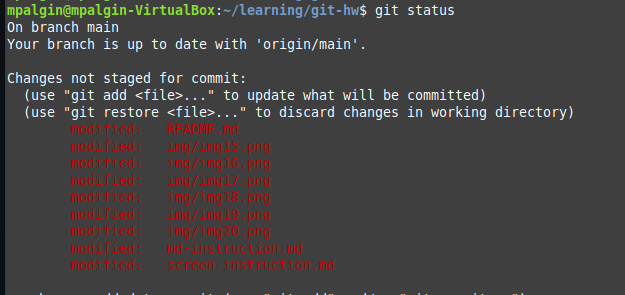 mpalgin@mpalgin-VirtualBox:~/learning/git-hw$ git status
On branch main
Your branch is up to date with 'origin/main'.
Changes not staged for commit:
(use "git add <file>..." to update what will be committed)
(use "git restore <file>..." to discard changes in working directory)
modified: README.md
modified: img/img15.png
modified: img/img16.png
modified: img/img17.png
modified: img/img18.png
modified: img/img19.png
modified: img/img20.png
modified: md-instruction.md
modified: screen-instruction.md